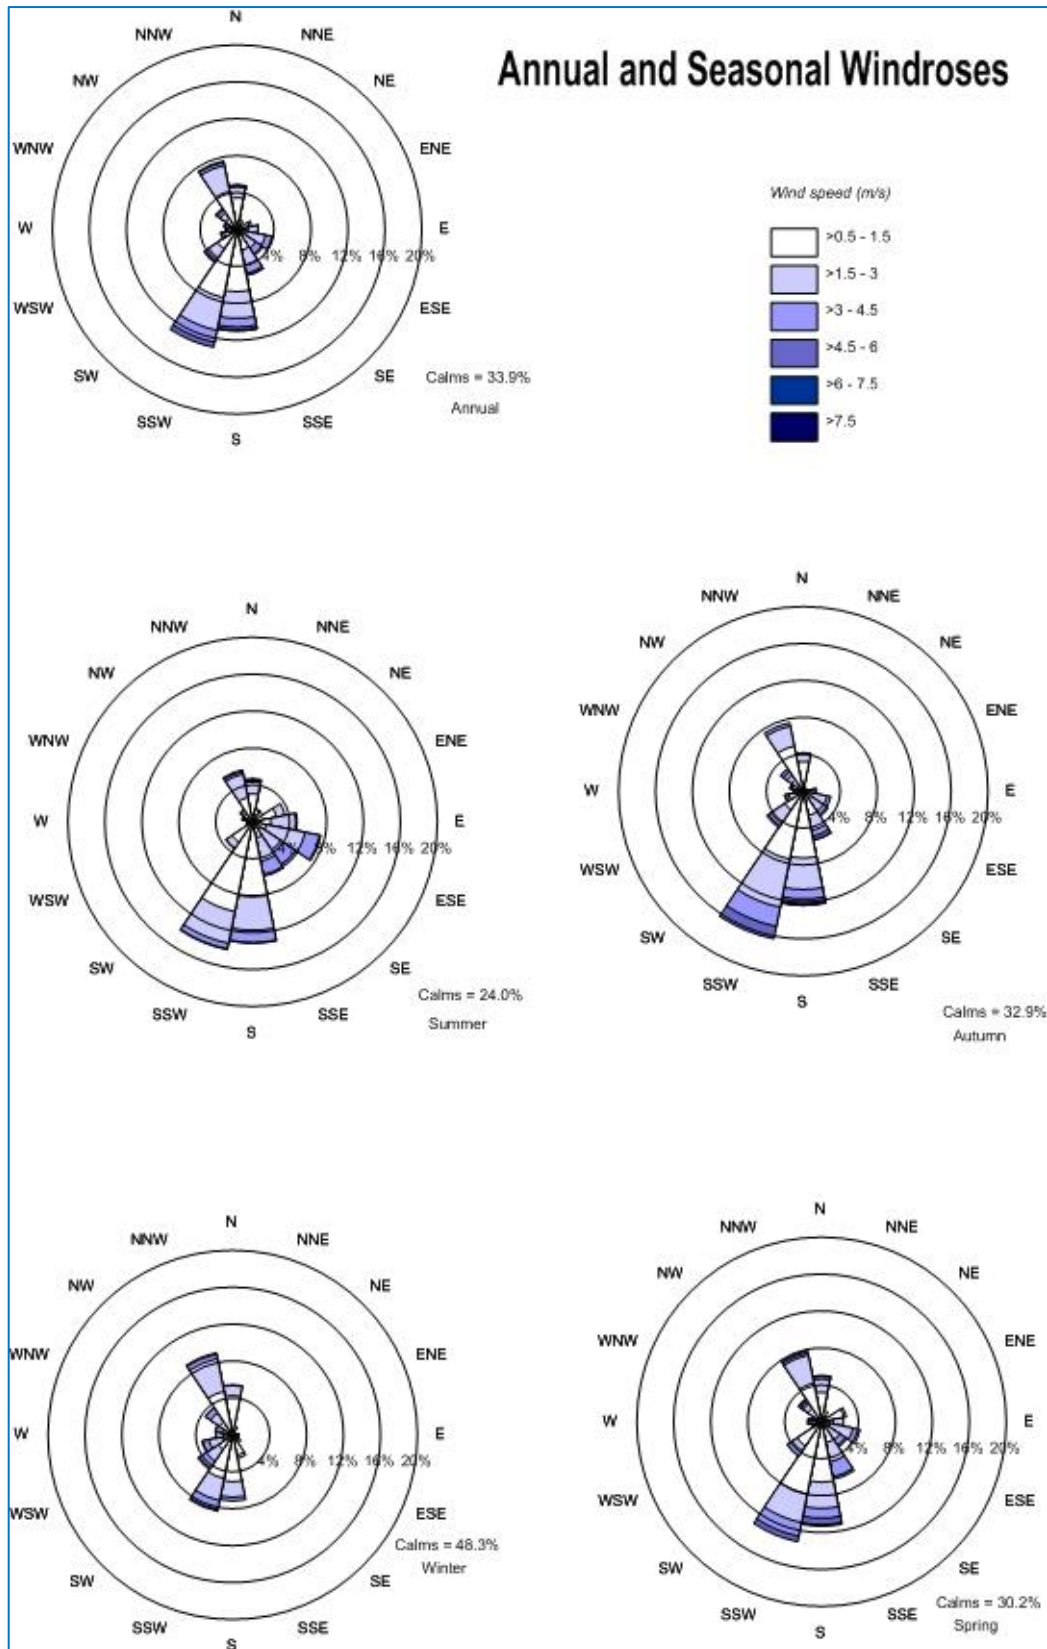 Annual and Seasonal Windroses
N
NNW NNE
NW NE
WNW ENE
W E
4% 8% 12% 16% 20%
WSW ESE
SW SE
SSW SSE
S
Calms = 33.9%
Annual
Wind speed (m/s)
>0.5 - 1.5
>1.5 - 3
>3 - 4.5
>4.5 - 6
>6 - 7.5
>7.5
N
NNW NNE
NW NE
WNW ENE
W E
4% 8% 12% 16% 20%
WSW ESE
SW SE
SSW SSE
S
Calms = 24.0%
Summer
N
NNW NNE
NW NE
WNW ENE
W E
4% 8% 12% 16% 20%
WSW ESE
SW SE
SSW SSE
S
Calms = 32.9%
Autumn
N
NNW NNE
NW NE
WNW ENE
W E
4% 8% 12% 16% 20%
WSW ESE
SW SE
SSW SSE
S
Calms = 48.3%
Winter
N
NNW NNE
NW NE
WNW ENE
W E
4% 8% 12% 16% 20%
WSW ESE
SW SE
SSW SSE
S
Calms = 30.2%
Spring